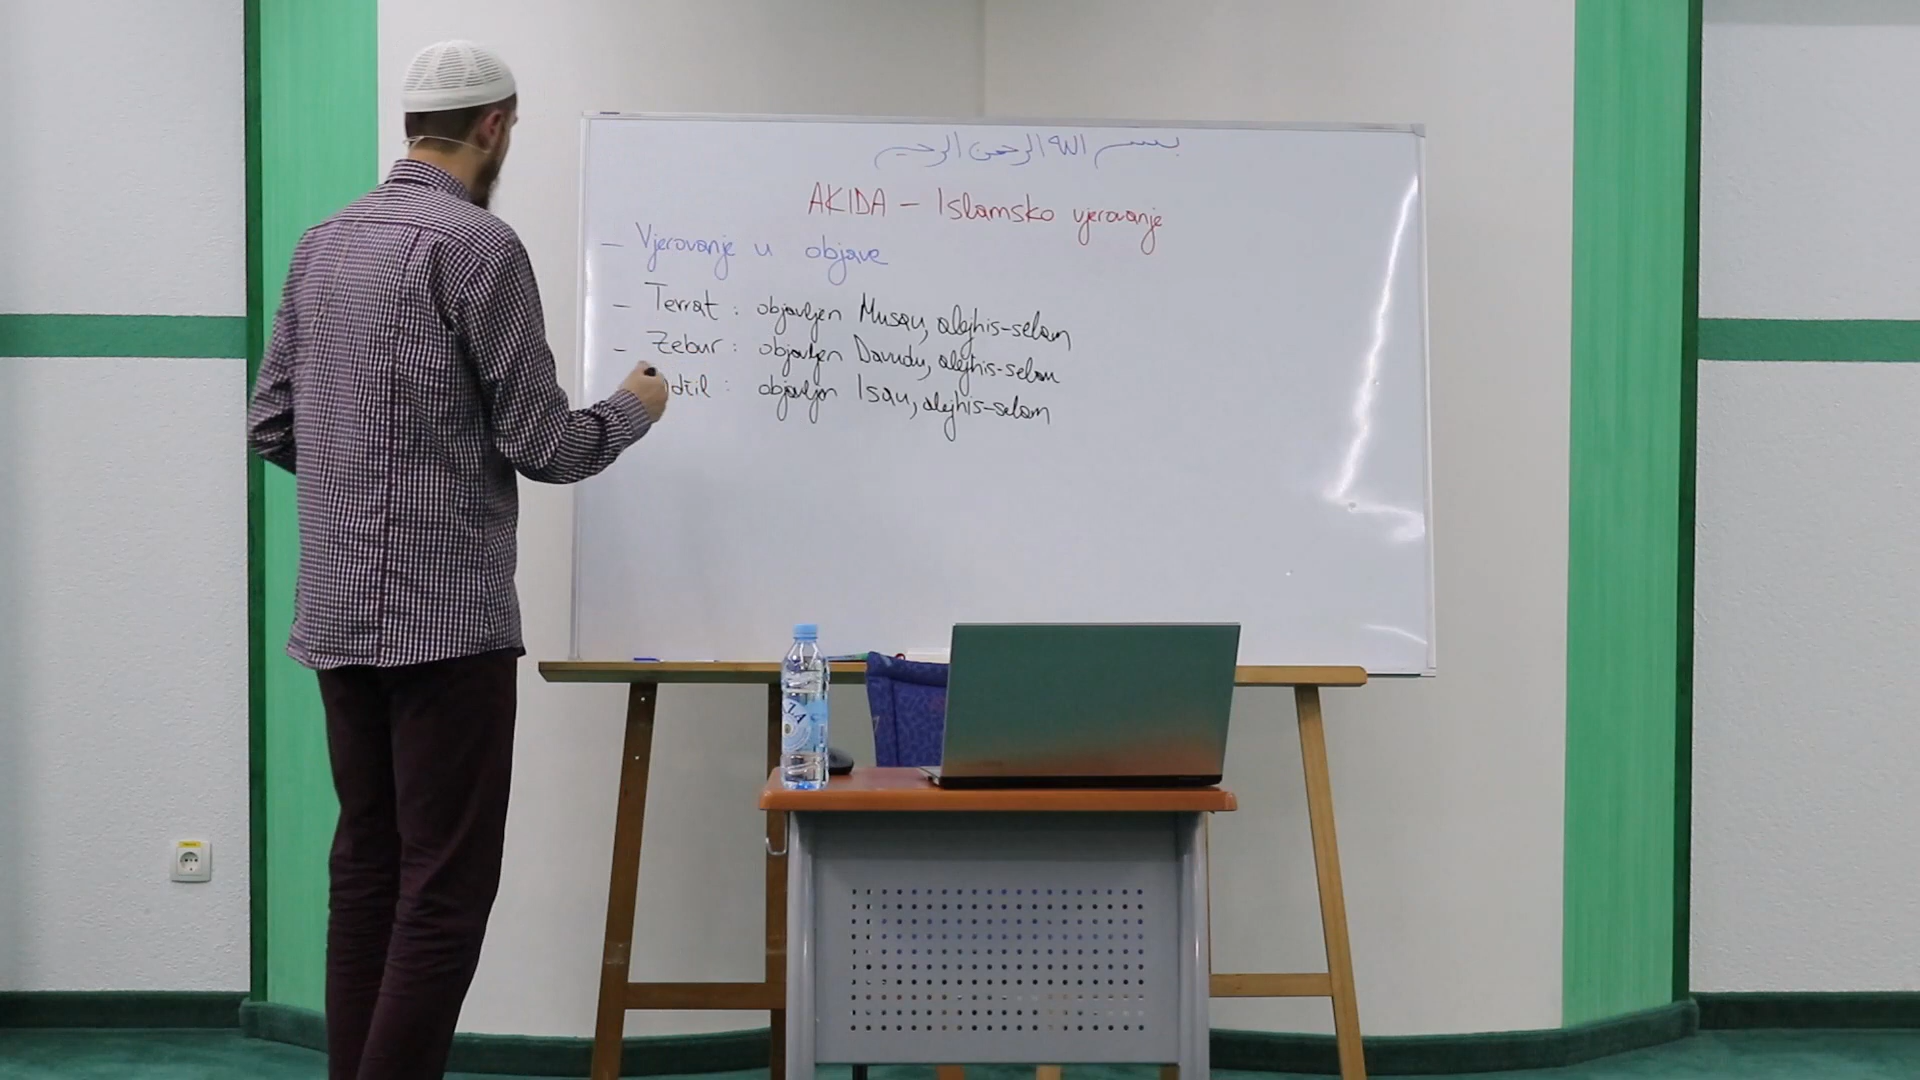 بسم الله الرحمن الرحيم
AKIDA – Islamsko vjerovanje
– Vjerovanje u objave
– Tevrat : objavljen Musau, alejhis-selam
– Zebur : objavljen Davudu, alejhis-selam
objavljen Isau, alejhis-selam